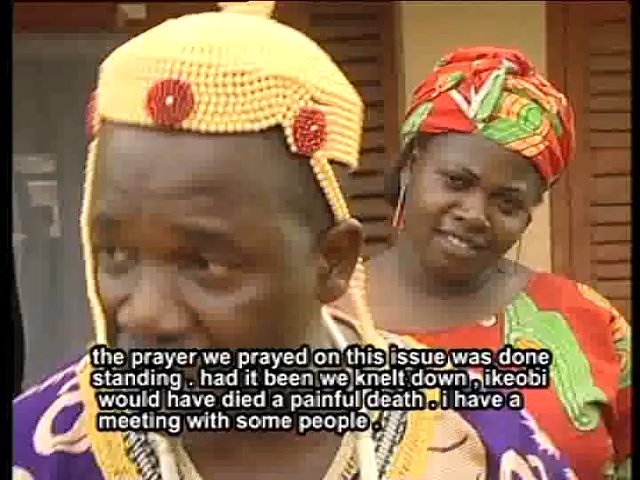 the prayer we prayed on this issue was done
standing . had it been we knelt down , ikeobi
would have died a painful death . i have a
meeting with some people .